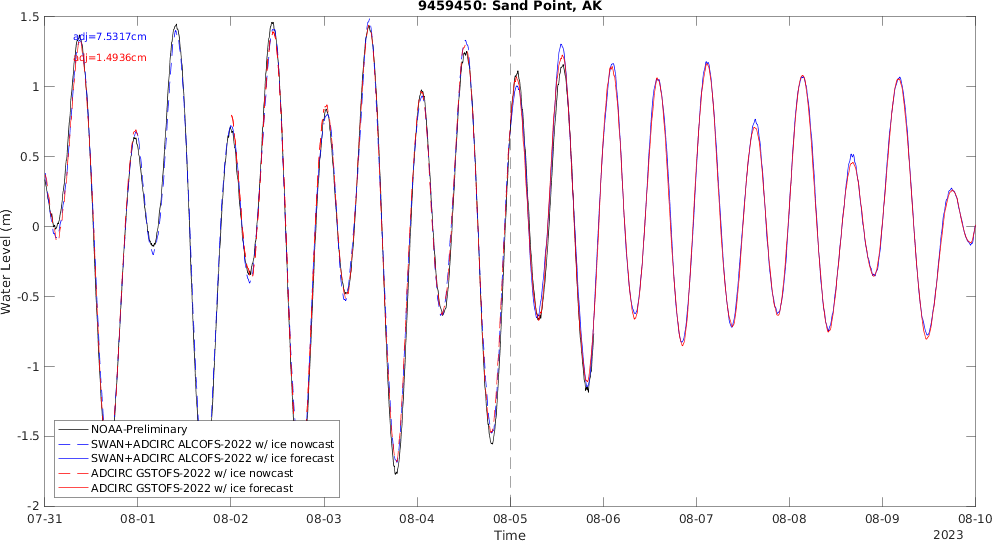 9459450: Sand Point, AK
adj=7.5317cm
adj=1.4936cm
1.5
1
0.5
0
-0.5
-1
-1.5
-2
Water Level (m)
NOAA-Preliminary
SWAN+ADCIRC ALCOFS-2022 w/ ice nowcast
SWAN+ADCIRC ALCOFS-2022 w/ ice forecast
ADCIRC GSTOFS-2022 w/ ice nowcast
ADCIRC GSTOFS-2022 w/ ice forecast
07-31 08-01 08-02 08-03 08-04 08-05 08-06 08-07 08-08 08-09 08-10
Time
2023